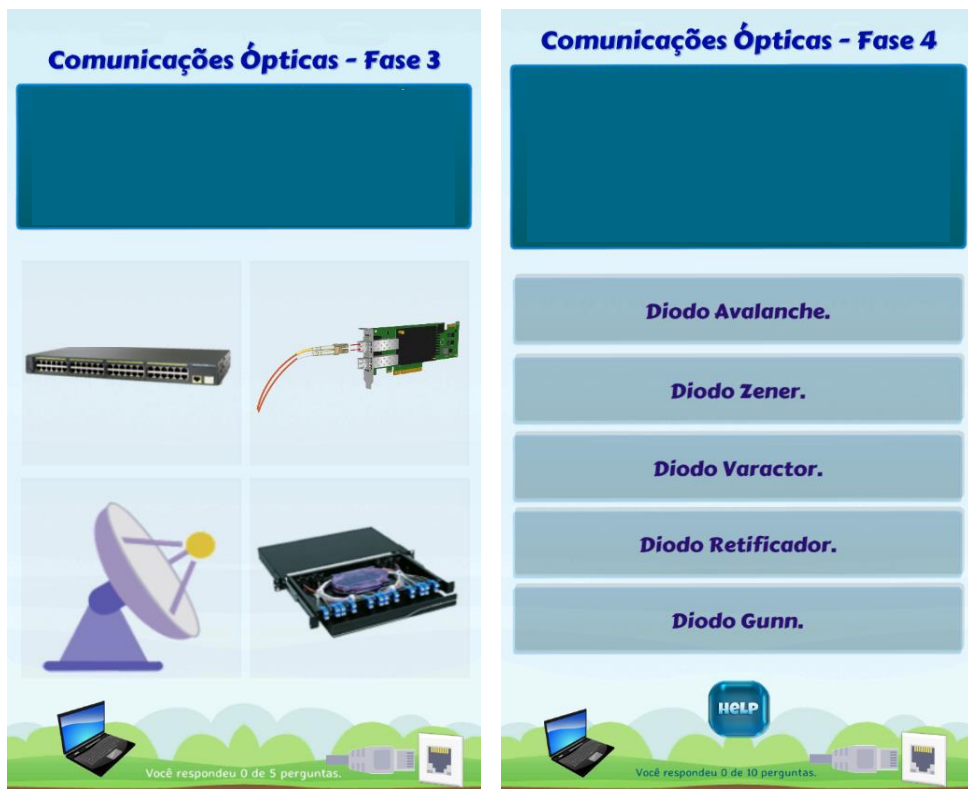 Comunicações Ópticas - Fase 3
Você respondeu 0 de 5 perguntas.
Comunicações Ópticas - Fase 4
Diodo Avalanche.
Diodo Zener.
Diodo Varactor.
Diodo Retificador.
Diodo Gunn.
HELP
Você respondeu 0 de 10 perguntas.